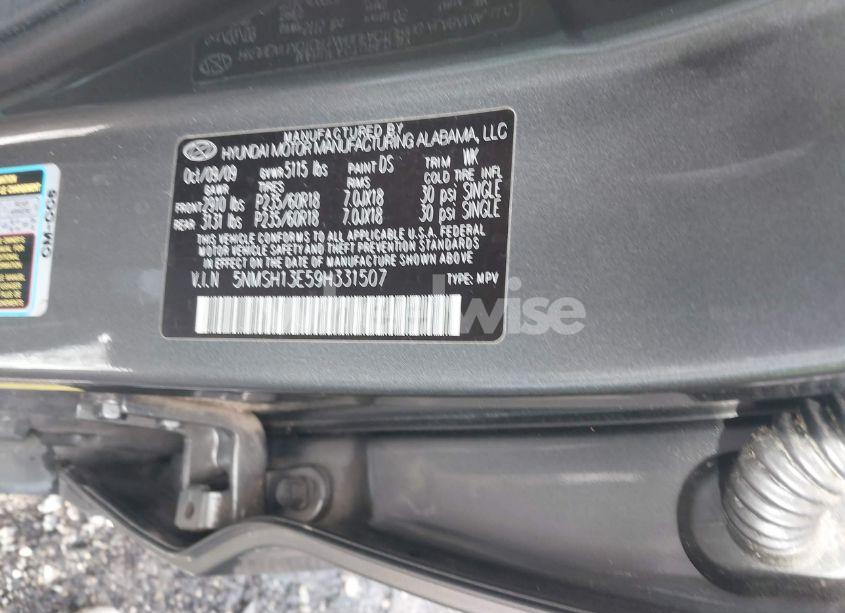 MANUFACTURED BY
HYUNDAI MOTOR MANUFACTURING ALABAMA, LLC
Oct/09/09 GVWR 5115 lbs PAINT DS TRIM WK
GAWR TIRES RIMS COLD TIRE INFL
FRONT 2910 lbs P235/60R18 7.0JX18 30 psi SINGLE
REAR 3131 lbs P235/60R18 7.0JX18 30 psi SINGLE
THIS VEHICLE CONFORMS TO ALL APPLICABLE U.S.A. FEDERAL
MOTOR VEHICLE SAFETY AND THEFT PREVENTION STANDARDS
IN EFFECT ON THE DATE OF MANUFACTURE SHOWN ABOVE
V.I.N 5NMSH13E59H331507 TYPE: MPV
OM-CC5